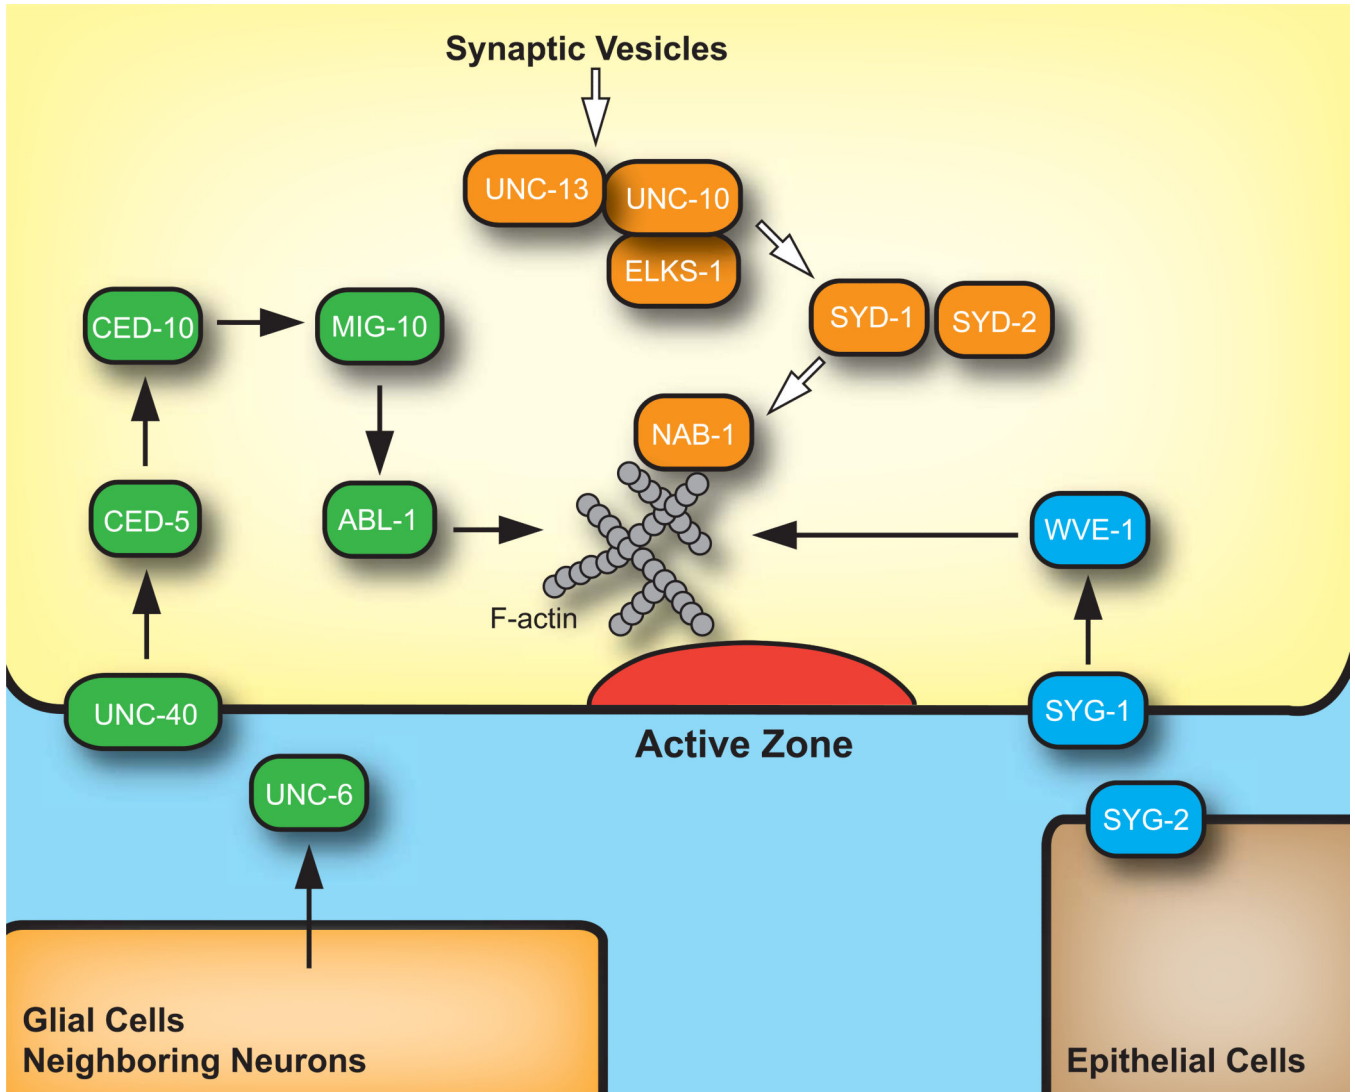 Synaptic Vesicles
UNC-13
UNC-10
ELKS-1
CED-10
MIG-10
SYD-1
SYD-2
NAB-1
CED-5
ABL-1
WVE-1
F-actin
UNC-40
SYG-1
Active Zone
UNC-6
SYG-2
Glial Cells
Neighboring Neurons
Epithelial Cells